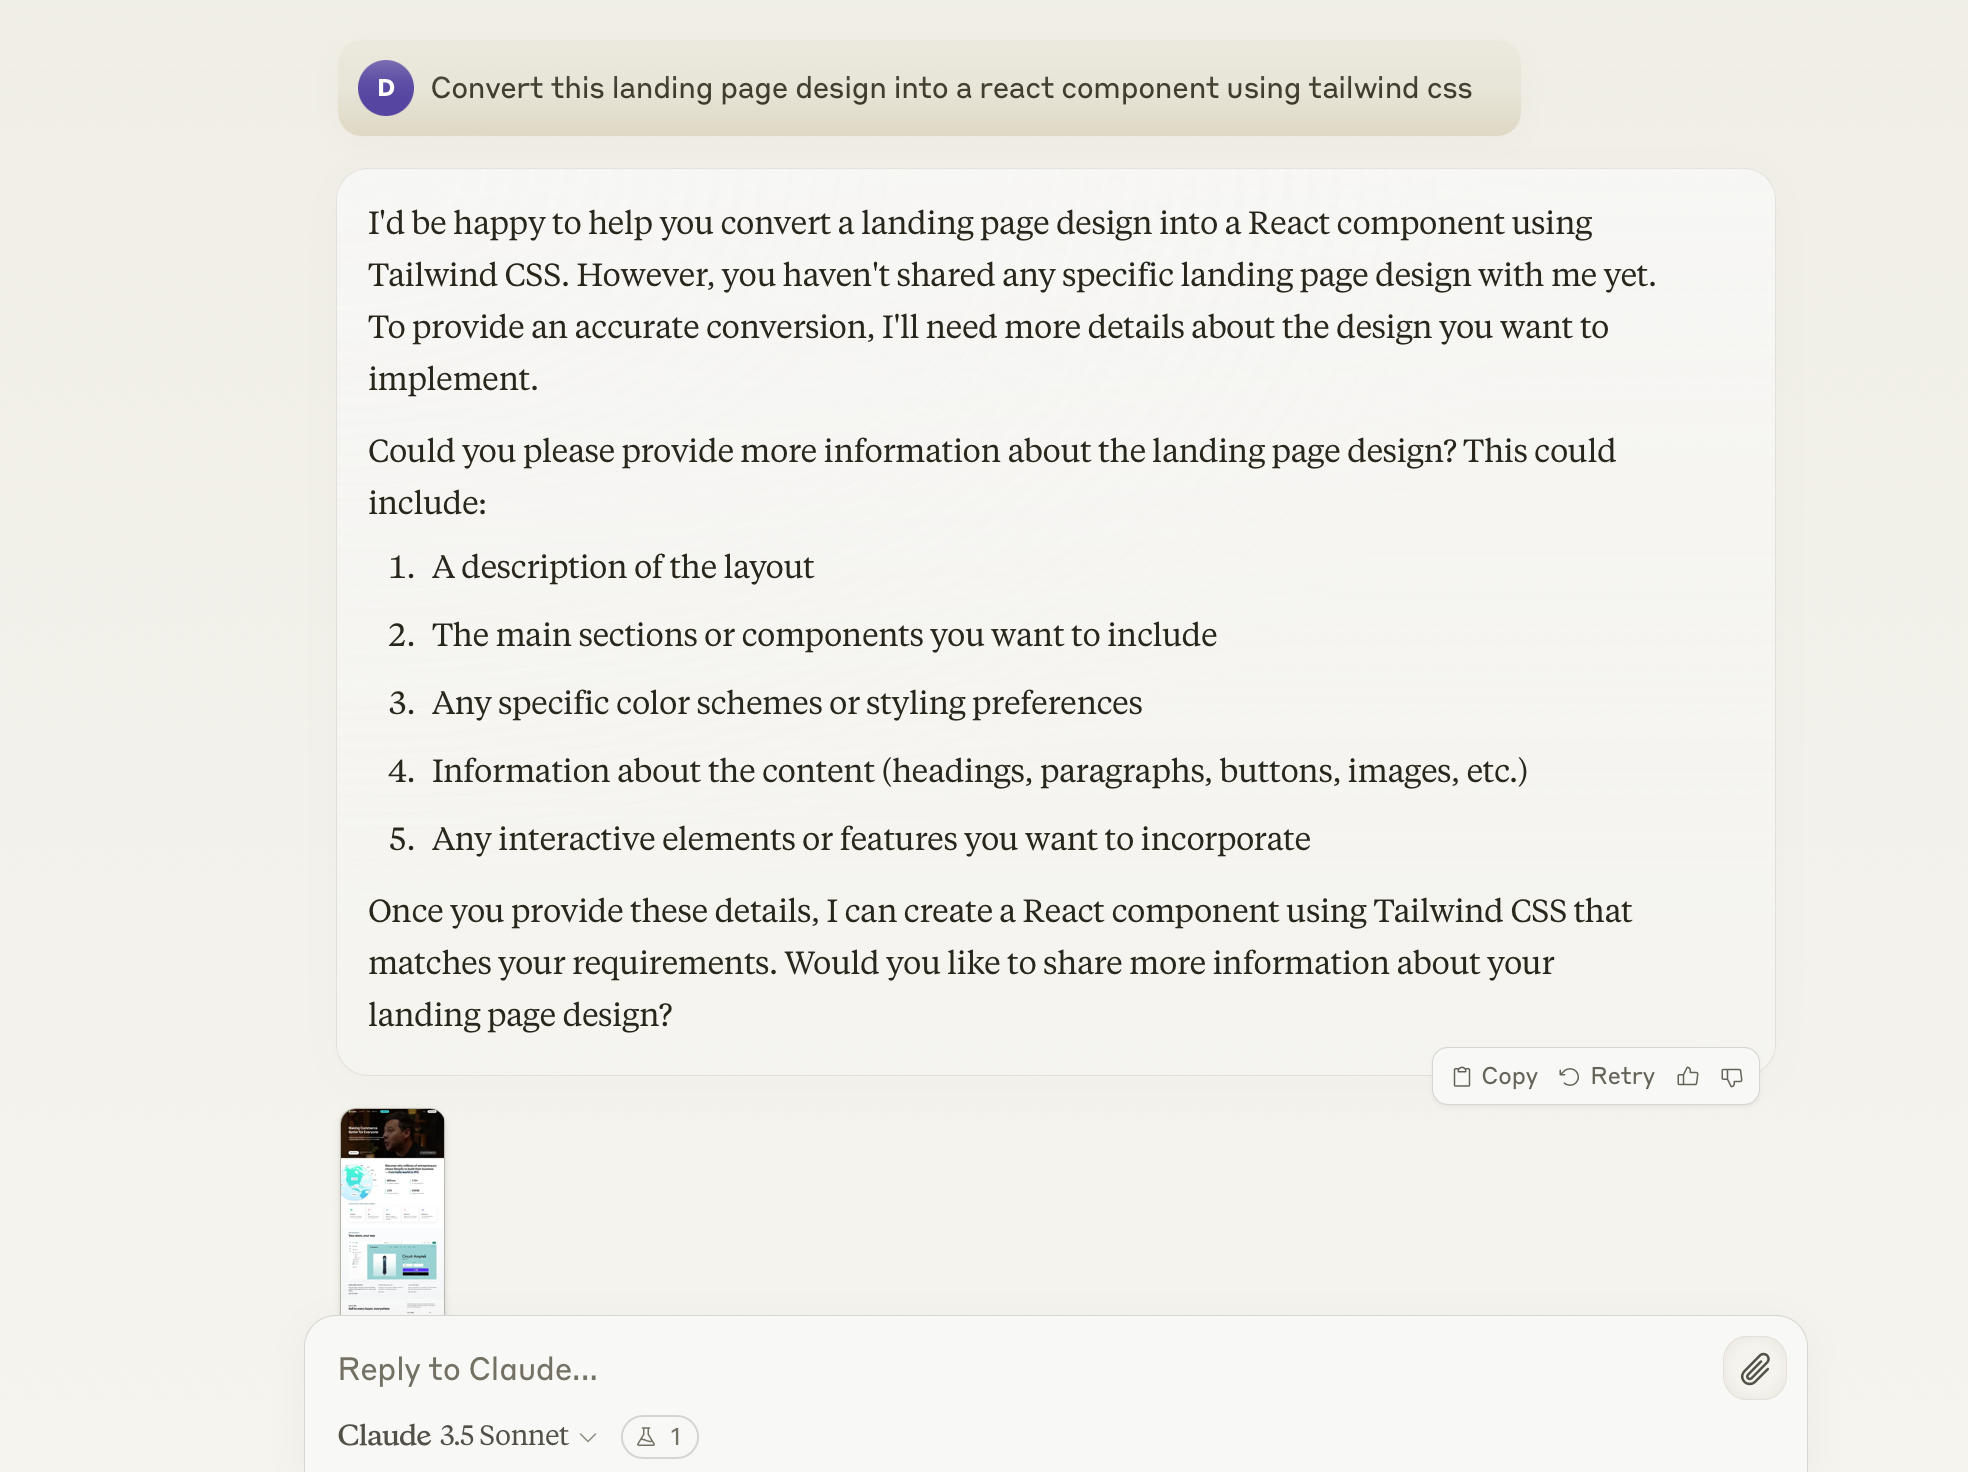 D
Convert this landing page design into a react component using tailwind css
I'd be happy to help you convert a landing page design into a React component using
Tailwind CSS. However, you haven't shared any specific landing page design with me yet.
To provide an accurate conversion, I'll need more details about the design you want to
implement.
Could you please provide more information about the landing page design? This could
include:
1. A description of the layout
2. The main sections or components you want to include
3. Any specific color schemes or styling preferences
4. Information about the content (headings, paragraphs, buttons, images, etc.)
5. Any interactive elements or features you want to incorporate
Once you provide these details, I can create a React component using Tailwind CSS that
matches your requirements. Would you like to share more information about your
landing page design?
Copy Retry
Making Commerce
Better for Everyone
Reply to Claude...
Claude 3.5 Sonnet 1